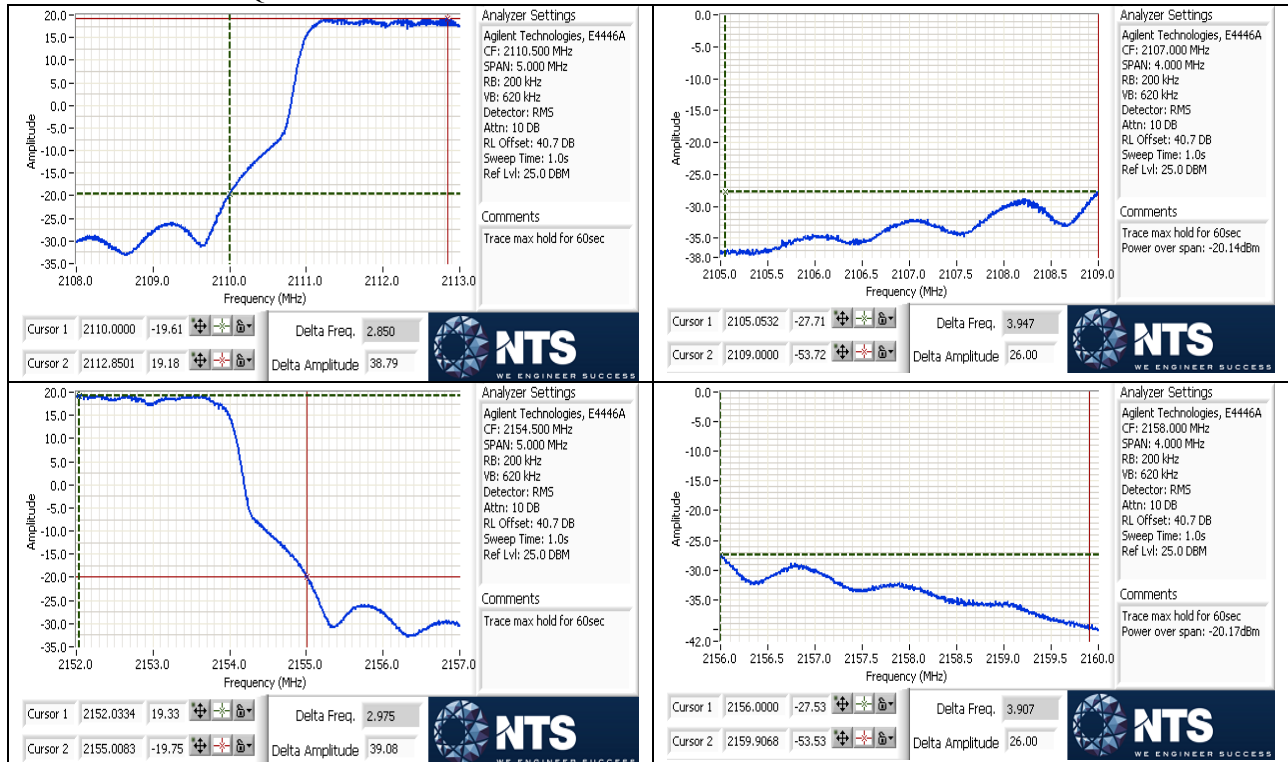 20.0
15.0
10.0
5.0
0.0
-5.0
-10.0
-15.0
-20.0
-25.0
-30.0
-35.0
Amplitude
2108.0 2109.0 2110.0 2111.0 2112.0 2113.0
Frequency (MHz)
Analyzer Settings
Agilent Technologies, E4446A
CF: 2110.500 MHz
SPAN: 5.000 MHz
RB: 200 kHz
VB: 620 kHz
Detector: RMS
Attn: 10 DB
RL Offset: 40.7 DB
Sweep Time: 1.0s
Ref Lvl: 25.0 DBM
Comments
Trace max hold for 60sec
Cursor 1 2110.0000 -19.61
Cursor 2 2112.8501 19.18
Delta Freq. 2.850
Delta Amplitude 38.79
NTS
WE ENGINEER SUCCESS
0.0
-5.0
-10.0
-15.0
-20.0
-25.0
-30.0
-35.0
-38.0
Amplitude
2105.0 2105.5 2106.0 2106.5 2107.0 2107.5 2108.0 2108.5 2109.0
Frequency (MHz)
Analyzer Settings
Agilent Technologies, E4446A
CF: 2107.000 MHz
SPAN: 4.000 MHz
RB: 200 kHz
VB: 620 kHz
Detector: RMS
Attn: 10 DB
RL Offset: 40.7 DB
Sweep Time: 1.0s
Ref Lvl: 25.0 DBM
Comments
Trace max hold for 60sec
Power over span: -20.14dBm
Cursor 1 2105.0532 -27.71
Cursor 2 2109.0000 -53.72
Delta Freq. 3.947
Delta Amplitude 26.00
NTS
WE ENGINEER SUCCESS
20.0
15.0
10.0
5.0
0.0
-5.0
-10.0
-15.0
-20.0
-25.0
-30.0
-35.0
Amplitude
2152.0 2153.0 2154.0 2155.0 2156.0 2157.0
Frequency (MHz)
Analyzer Settings
Agilent Technologies, E4446A
CF: 2154.500 MHz
SPAN: 5.000 MHz
RB: 200 kHz
VB: 620 kHz
Detector: RMS
Attn: 10 DB
RL Offset: 40.7 DB
Sweep Time: 1.0s
Ref Lvl: 25.0 DBM
Comments
Trace max hold for 60sec
Cursor 1 2152.0334 19.33
Cursor 2 2155.0083 -19.75
Delta Freq. 2.975
Delta Amplitude 39.08
NTS
WE ENGINEER SUCCESS
0.0
-5.0
-10.0
-15.0
-20.0
-25.0
-30.0
-35.0
-42.0
Amplitude
2156.0 2156.5 2157.0 2157.5 2158.0 2158.5 2159.0 2159.5 2160.0
Frequency (MHz)
Analyzer Settings
Agilent Technologies, E4446A
CF: 2158.000 MHz
SPAN: 4.000 MHz
RB: 200 kHz
VB: 620 kHz
Detector: RMS
Attn: 10 DB
RL Offset: 40.7 DB
Sweep Time: 1.0s
Ref Lvl: 25.0 DBM
Comments
Trace max hold for 60sec
Power over span: -20.17dBm
Cursor 1 2156.0000 -27.53
Cursor 2 2159.9068 -53.53
Delta Freq. 3.907
Delta Amplitude 26.00
NTS
WE ENGINEER SUCCESS